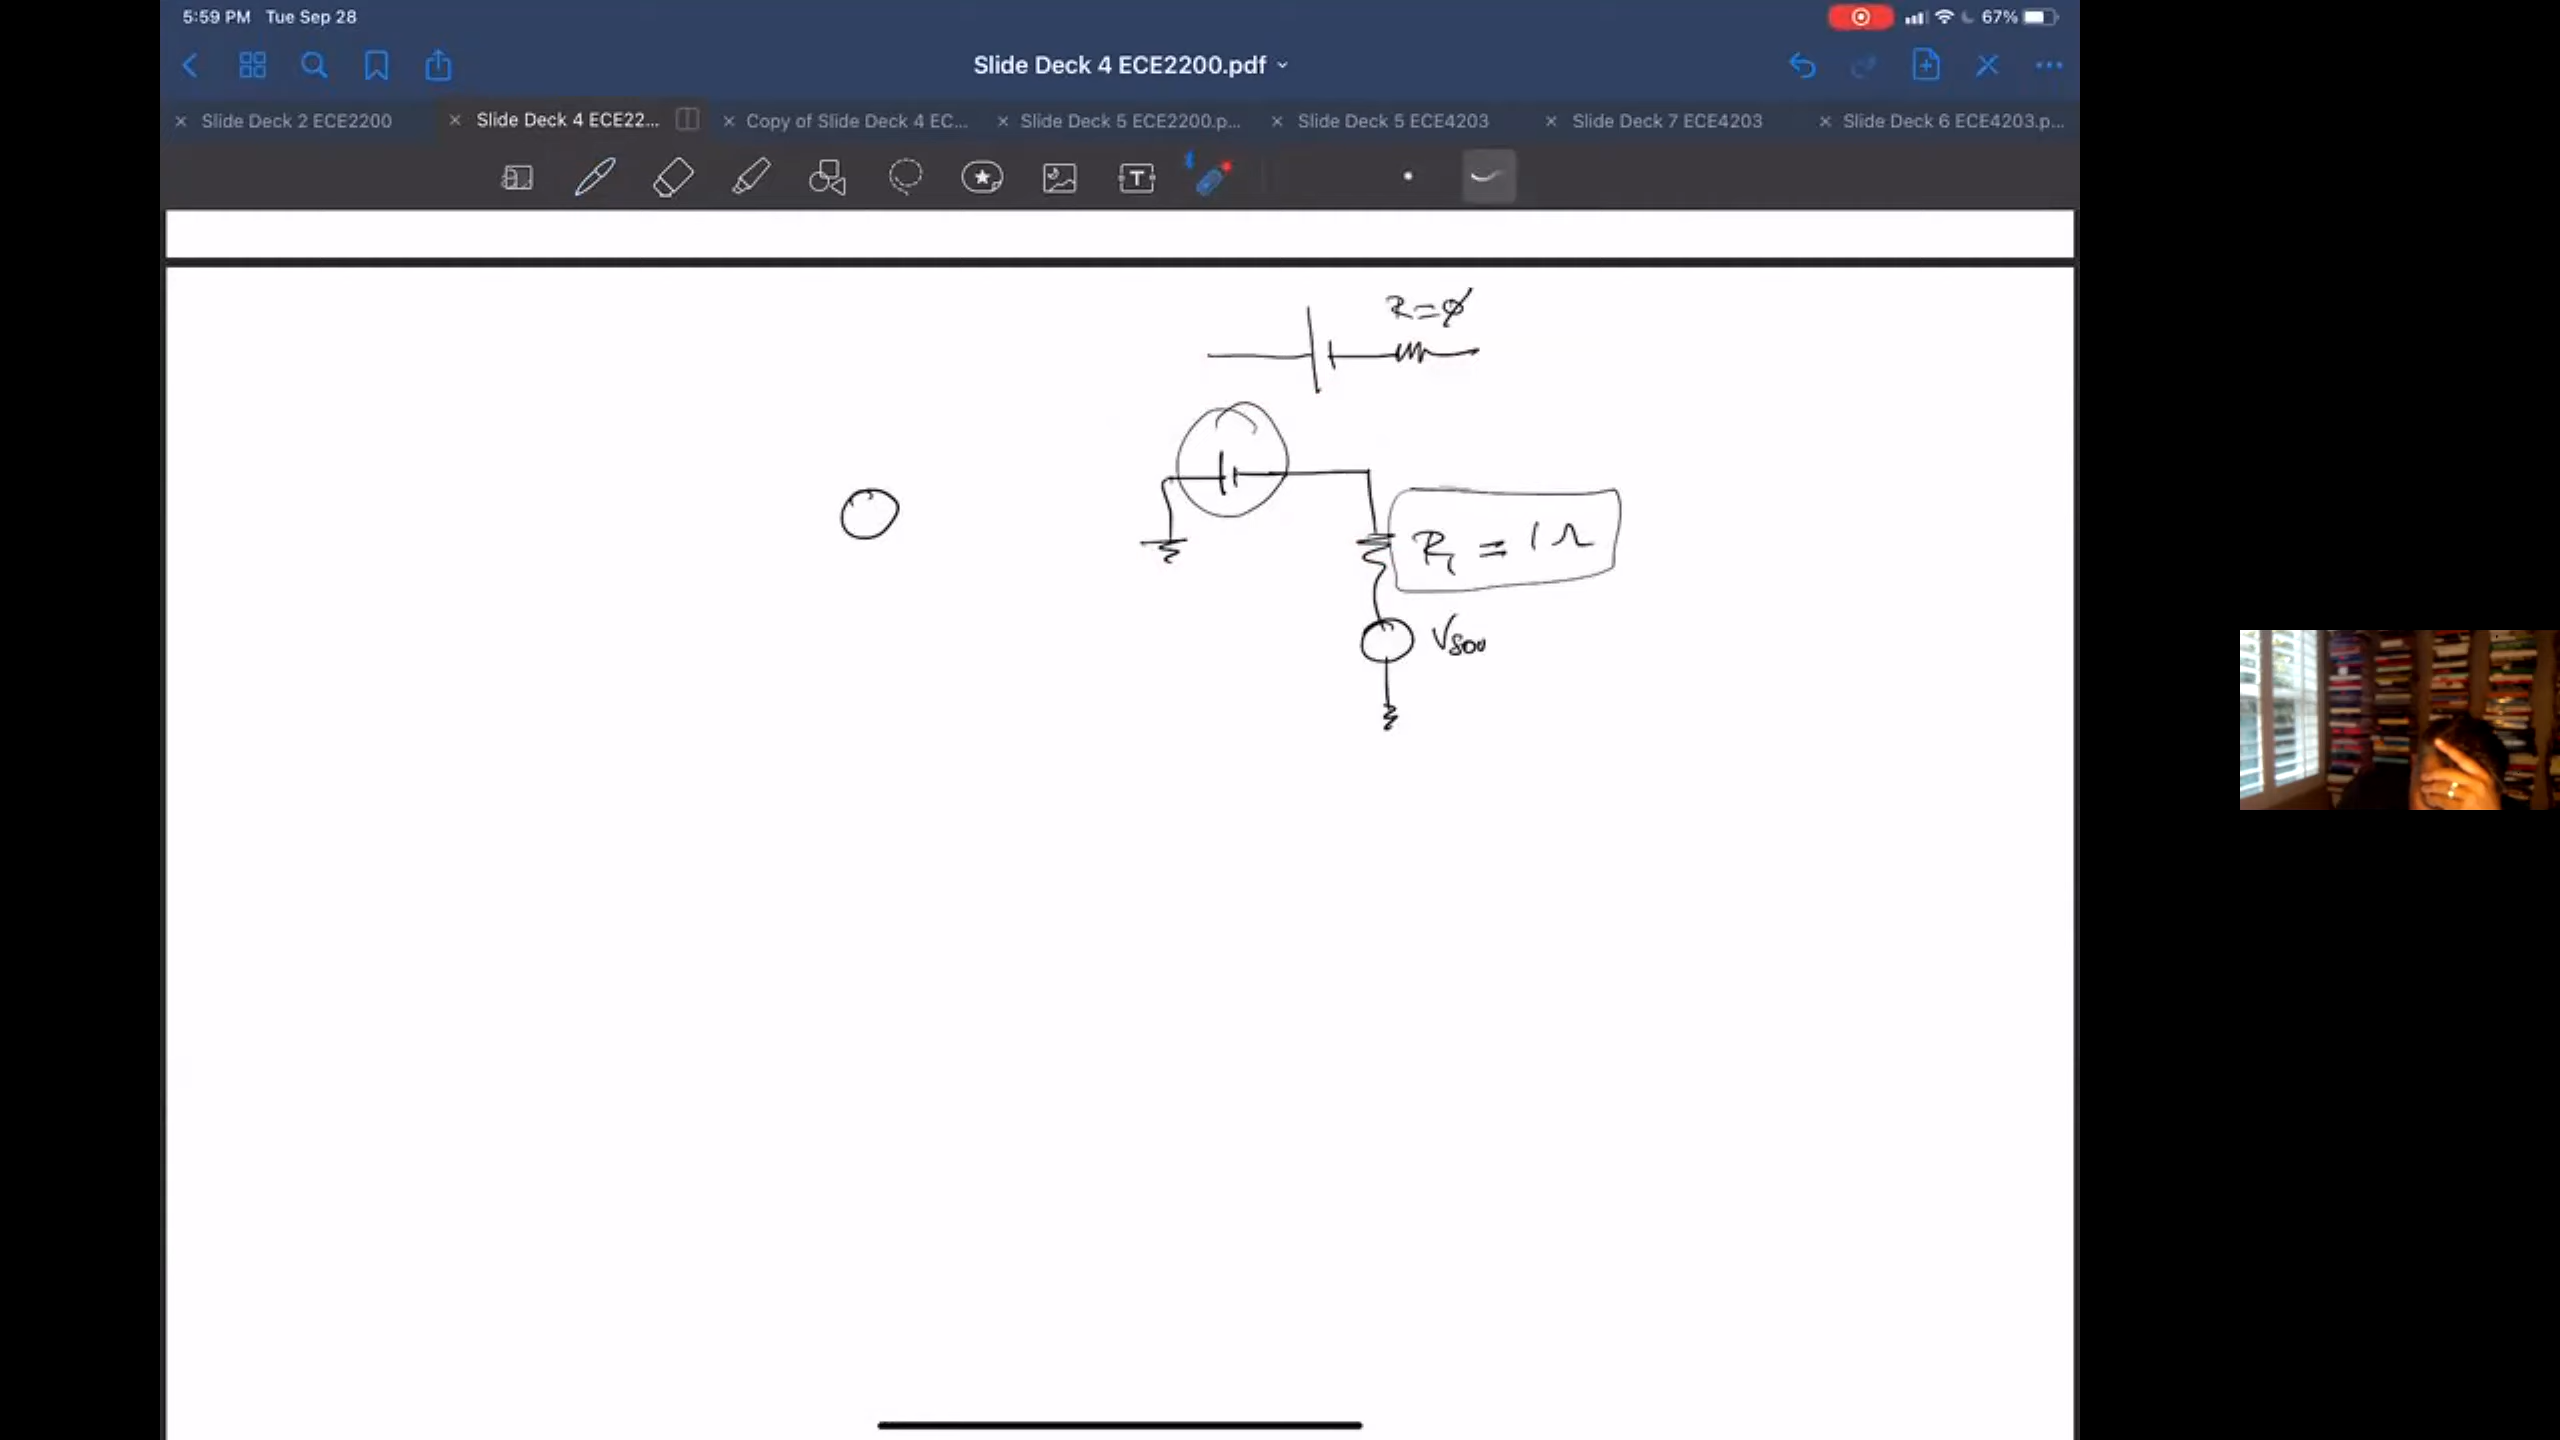 5:59 PM Tue Sep 28
67%
Slide Deck 4 ECE2200.pdf
Slide Deck 2 ECE2200
Slide Deck 4 ECE22...
Copy of Slide Deck 4 EC...
Slide Deck 5 ECE2200.p...
Slide Deck 5 ECE4203
Slide Deck 7 ECE4203
Slide Deck 6 ECE4203.p...
T
R=∅
R₁ = 1Ω
Vsou